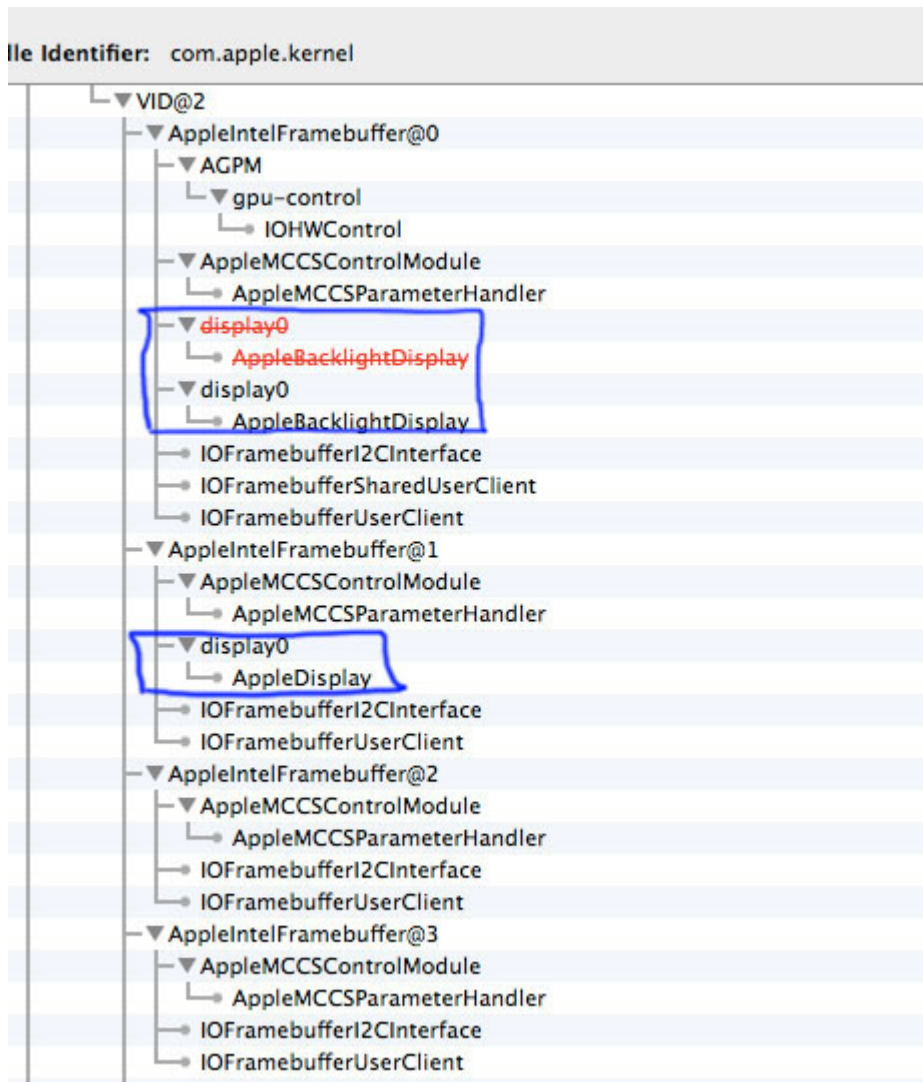 lle Identifier: com.apple.kernel
VID@2
AppleIntelFramebuffer@0
AGPM
gpu-control
IOHWControl
AppleMCCSControlModule
AppleMCCSParameterHandler
display0
AppleBacklightDisplay
display0
AppleBacklightDisplay
IOFramebufferI2CInterface
IOFramebufferSharedUserClient
IOFramebufferUserClient
AppleIntelFramebuffer@1
AppleMCCSControlModule
AppleMCCSParameterHandler
display0
AppleDisplay
IOFramebufferI2CInterface
IOFramebufferUserClient
AppleIntelFramebuffer@2
AppleMCCSControlModule
AppleMCCSParameterHandler
IOFramebufferI2CInterface
IOFramebufferUserClient
AppleIntelFramebuffer@3
AppleMCCSControlModule
AppleMCCSParameterHandler
IOFramebufferI2CInterface
IOFramebufferUserClient